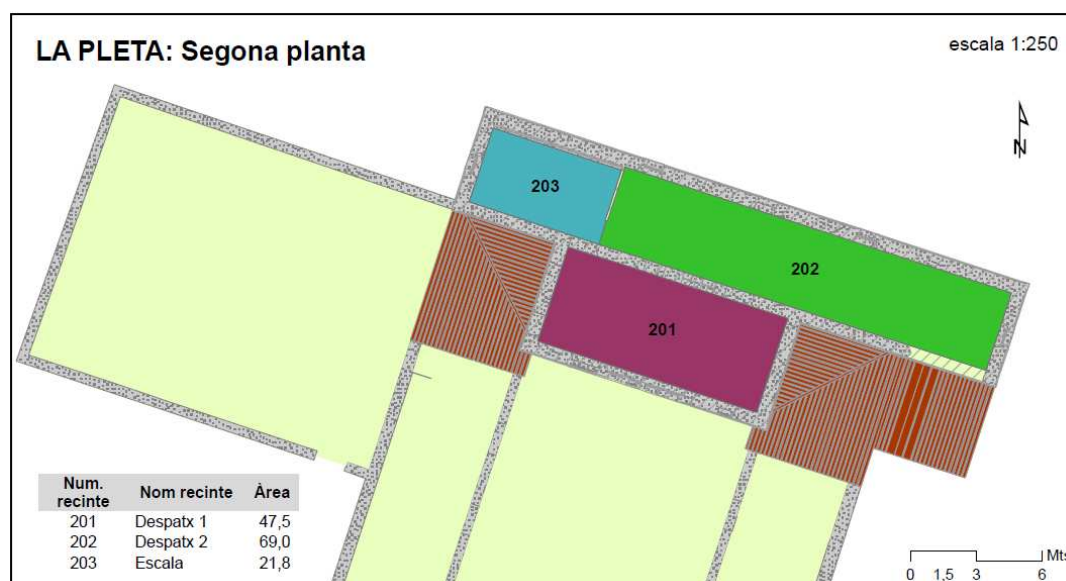 LA PLETA: Segona planta
escala 1:250
N
203
202
201
Num. recinte Nom recinte Àrea
201 Despatx 1 47,5
202 Despatx 2 69,0
203 Escala 21,8
Mts
0 1,5 3 6